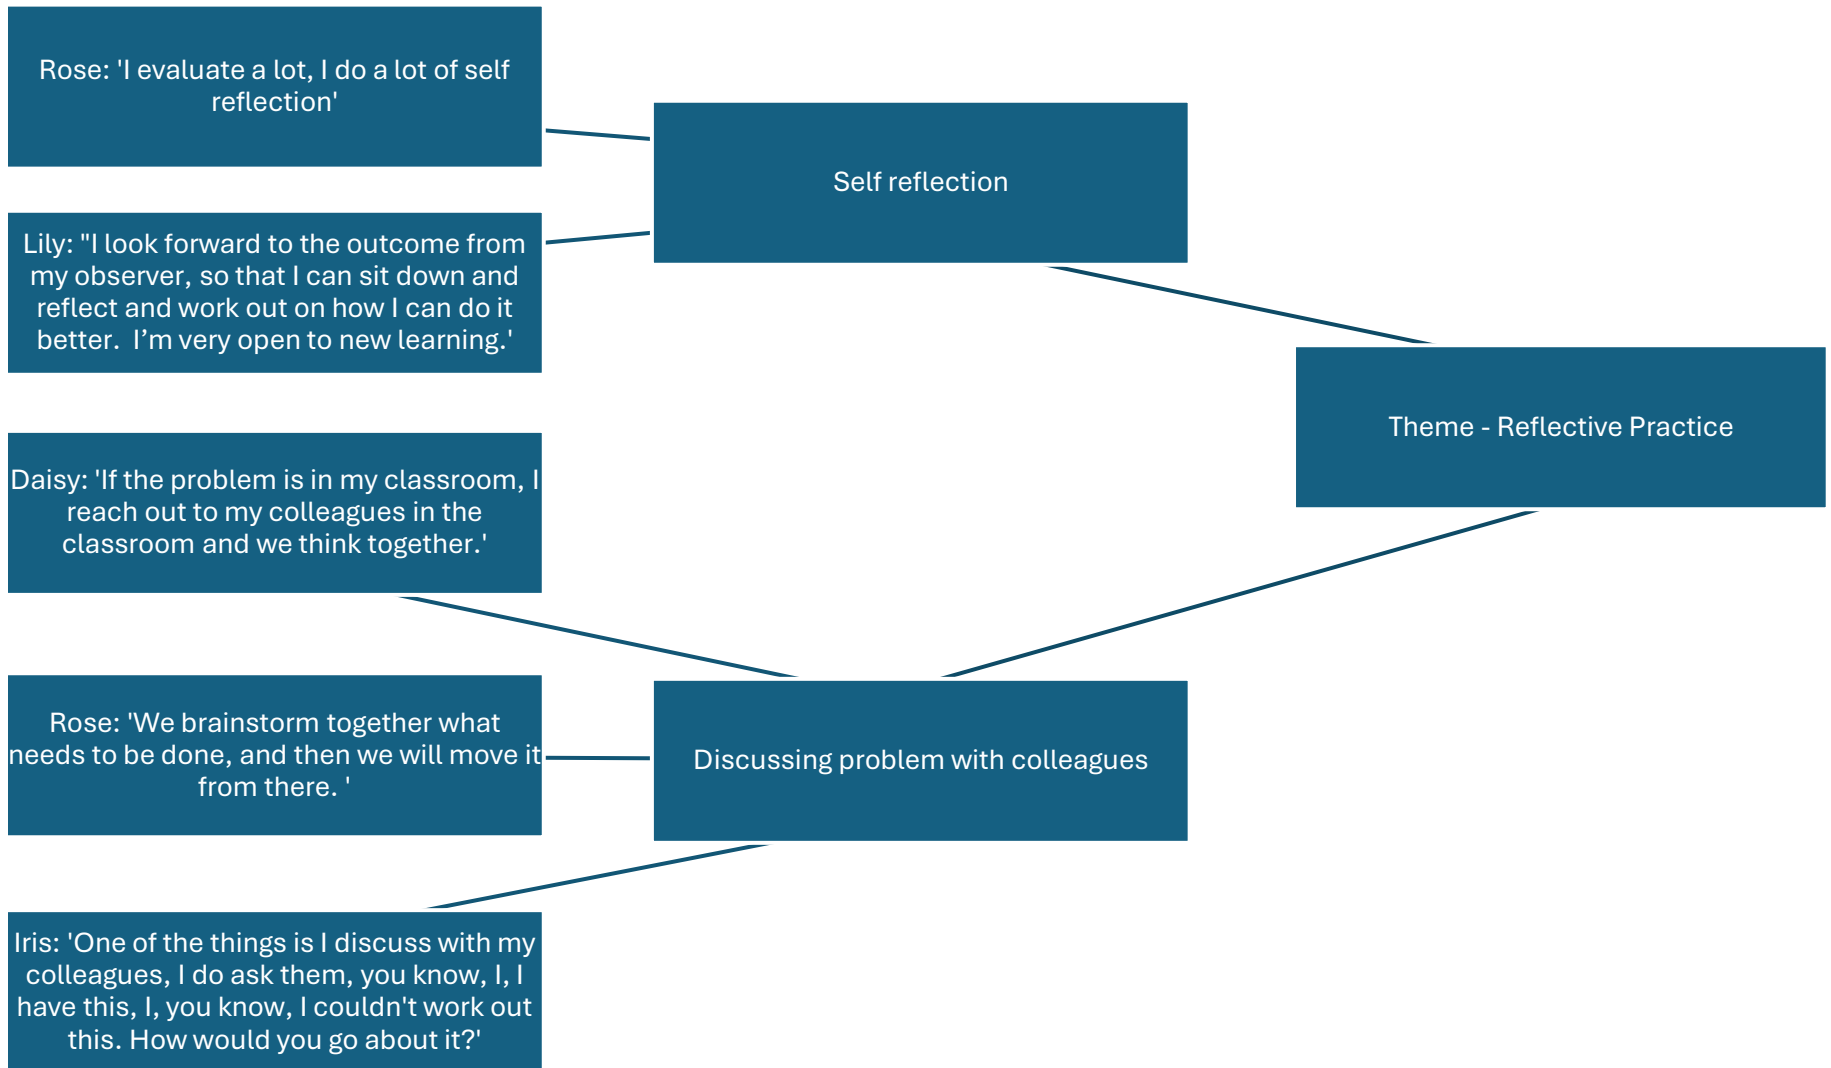 Rose: 'I evaluate a lot, I do a lot of self
reflection'
Lily: "I look forward to the outcome from
my observer, so that I can sit down and
reflect and work out on how I can do it
better.  I’m very open to new learning.'
Daisy: 'If the problem is in my classroom, I
reach out to my colleagues in the
classroom and we think together.'
Rose: 'We brainstorm together what
needs to be done, and then we will move it
from there. '
Iris: 'One of the things is I discuss with my
colleagues, I do ask them, you know, I, I
have this, I, you know, I couldn't work out
this. How would you go about it?'
Self reflection
Discussing problem with colleagues
Theme - Reflective Practice